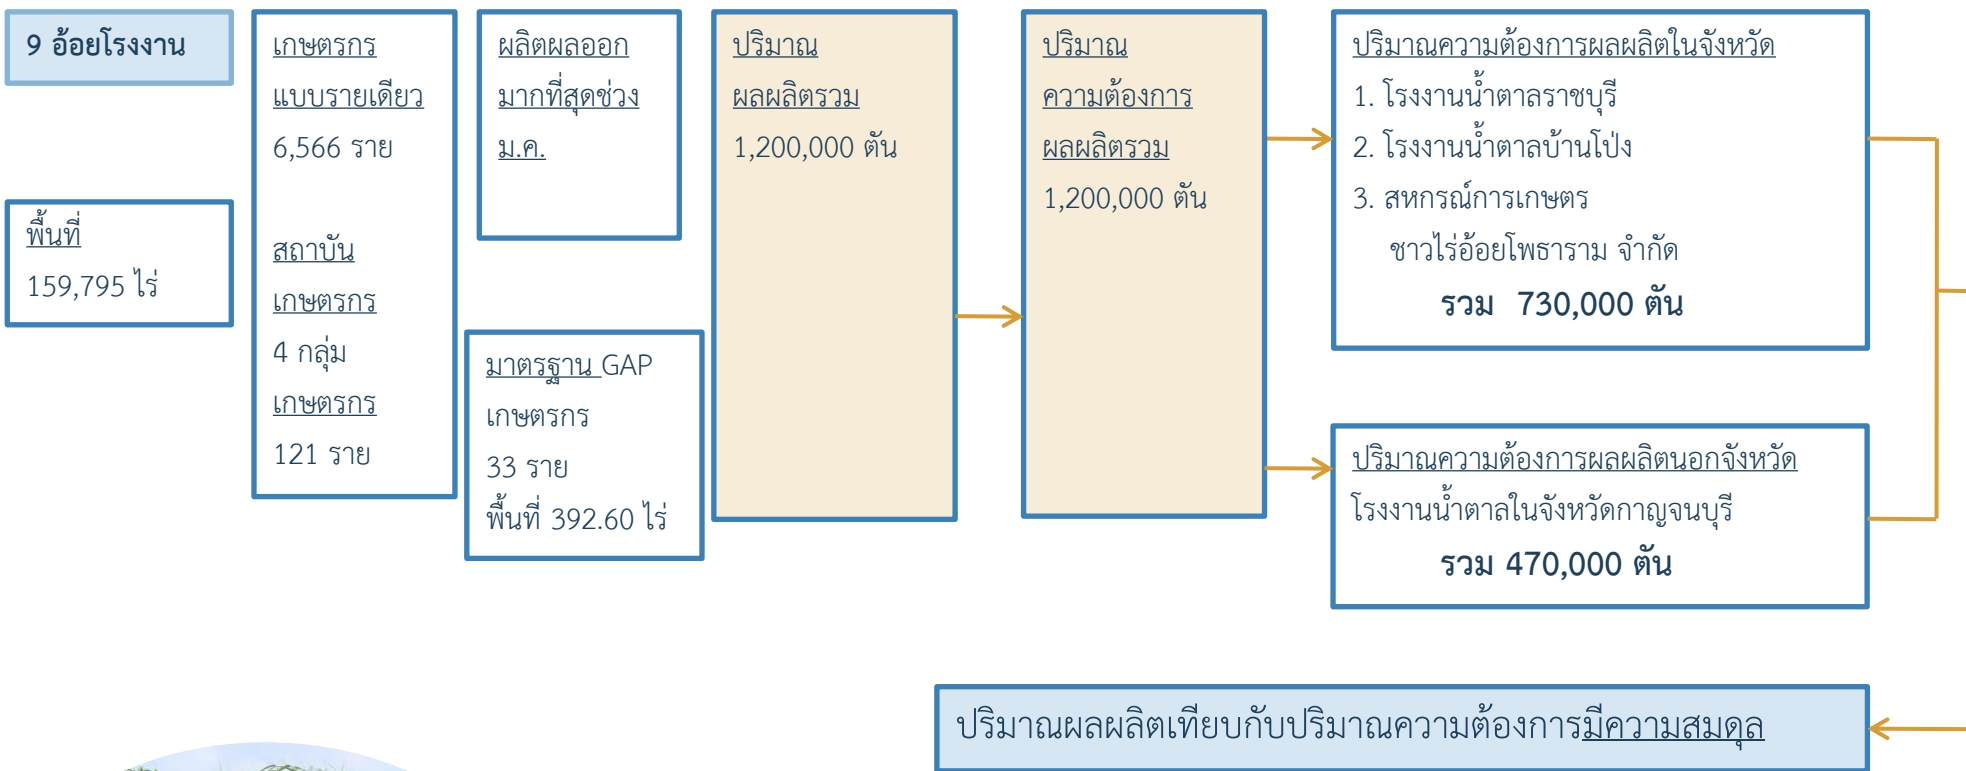 9 อ้อยโรงงาน
พื้นที่
159,795 ไร่
เกษตรกร
แบบรายเดียว
6,566 ราย
สถาบัน
เกษตรกร
4 กลุ่ม
เกษตรกร
121 ราย
ผลิตผลออก
มากที่สุดช่วง
ม.ค.
มาตรฐาน GAP
เกษตรกร
33 ราย
พื้นที่ 392.60 ไร่
ปริมาณ
ผลผลิตรวม
1,200,000 ตัน
ปริมาณ
ความต้องการ
ผลผลิตรวม
1,200,000 ตัน
ปริมาณความต้องการผลผลิตในจังหวัด
1. โรงงานน้ำตาลราชบุรี
2. โรงงานน้ำตาลบ้านโป่ง
3. สหกรณ์การเกษตร
ชาวไร่อ้อยโพธาราม จำกัด
รวม 730,000 ตัน
ปริมาณความต้องการผลผลิตนอกจังหวัด
โรงงานน้ำตาลในจังหวัดกาญจนบุรี
รวม 470,000 ตัน
ปริมาณผลผลิตเทียบกับปริมาณความต้องการมีความสมดุล